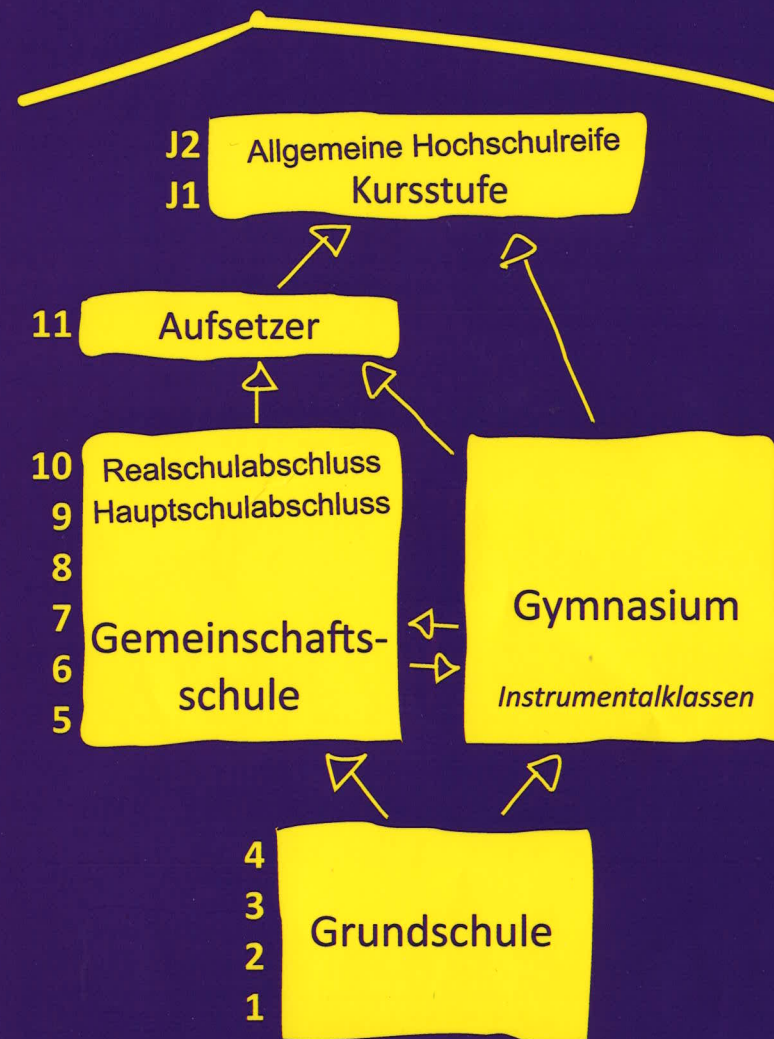 J2 Allgemeine Hochschulreife
J1 Kursstufe
11 Aufsetzer
10 Realschulabschluss
9 Hauptschulabschluss
8
7
Gemeinschafts-
6
schule
5
Gymnasium
Instrumentalklassen
4
3
Grundschule
2
1